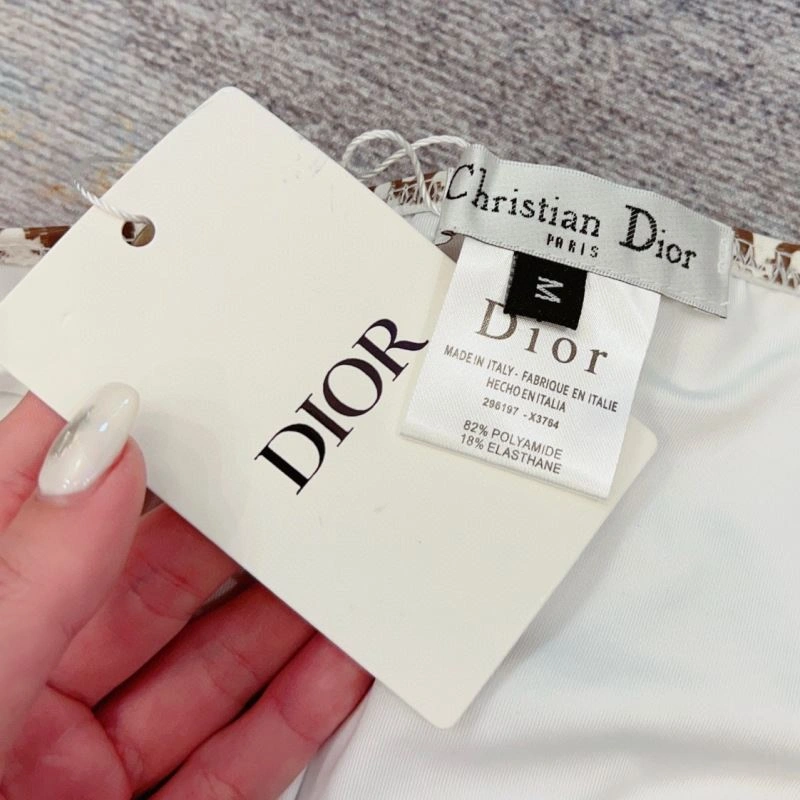 DIOR
Christian Dior
PARIS
M
Dior
MADE IN ITALY - FABRIQUE EN ITALIE
HECHO EN ITALIA
296197 - X3764
82% POLYAMIDE
18% ELASTHANE